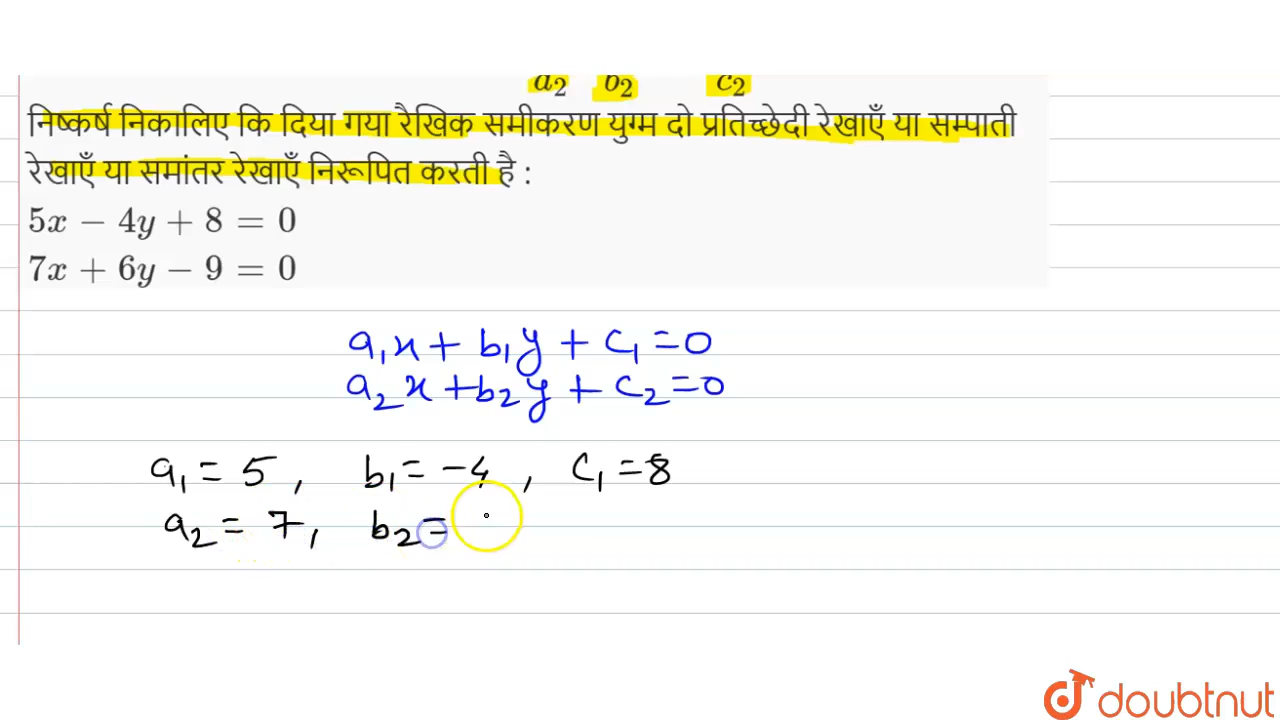 a₂ b₂ c₂
निष्कर्ष निकालिए कि दिया गया रैखिक समीकरण युग्म दो प्रतिच्छेदी रेखाएँ या सम्पाती
रेखाएँ या समांतर रेखाएँ निरूपित करती है :
5x − 4y + 8 = 0
7x + 6y − 9 = 0
a₁x + b₁y + c₁ = 0
a₂x + b₂y + c₂ = 0
a₁ = 5 , b₁ = −4 , c₁ = 8
a₂ = 7, b₂ =
doubtnut